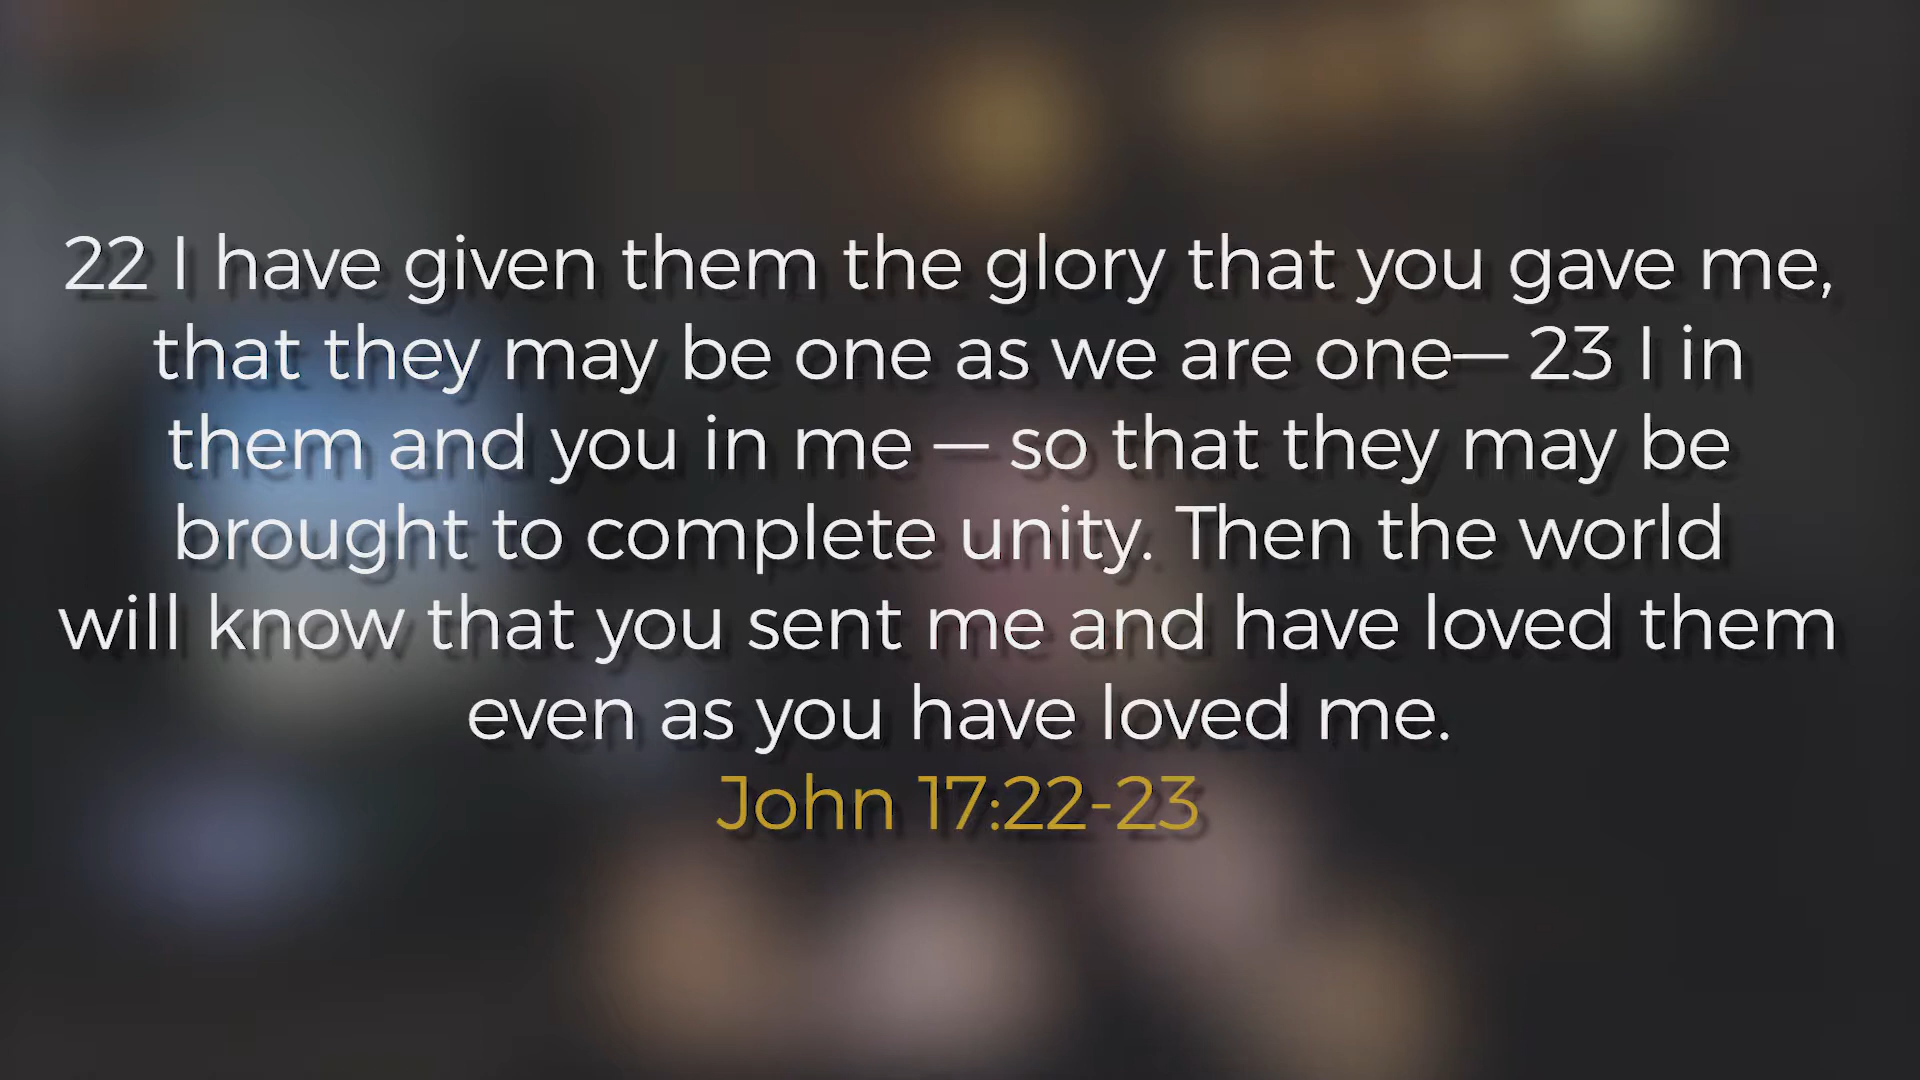 22 I have given them the glory that you gave me,
that they may be one as we are one— 23 I in
them and you in me — so that they may be
brought to complete unity. Then the world
will know that you sent me and have loved them
even as you have loved me.
John 17:22-23